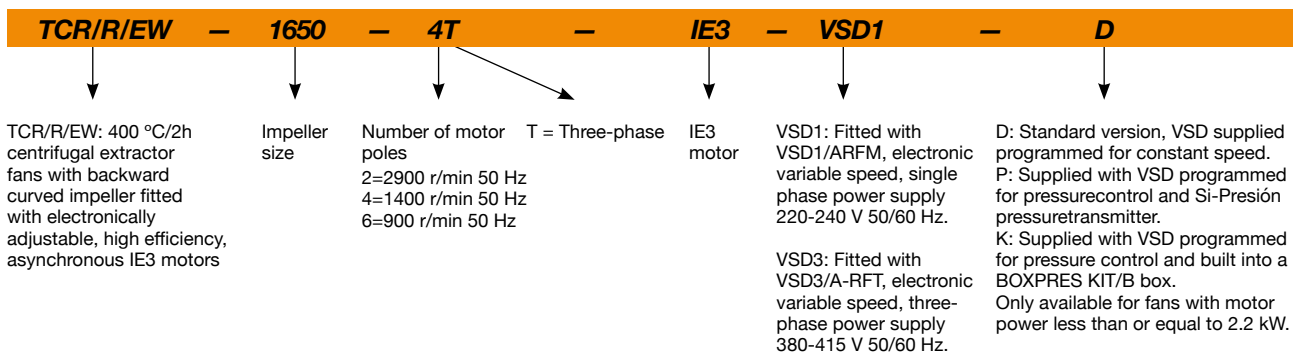 TCR/R/EW — 1650 — 4T — IE3 — VSD1 — D
TCR/R/EW: 400 ºC/2h
centrifugal extractor
fans with backward
curved impeller fitted
with electronically
adjustable, high efficiency,
asynchronous IE3 motors
Impeller
size
Number of motor
poles
2=2900 r/min 50 Hz
4=1400 r/min 50 Hz
6=900 r/min 50 Hz
T = Three-phase
IE3
motor
VSD1: Fitted with
VSD1/ARFM, electronic
variable speed, single
phase power supply
220-240 V 50/60 Hz.
VSD3: Fitted with
VSD3/A-RFT, electronic
variable speed, three-
phase power supply
380-415 V 50/60 Hz.
D: Standard version, VSD supplied
programmed for constant speed.
P: Supplied with VSD programmed
for pressurecontrol and Si-Presión
pressuretransmitter.
K: Supplied with VSD programmed
for pressure control and built into a
BOXPRES KIT/B box.
Only available for fans with motor
power less than or equal to 2.2 kW.